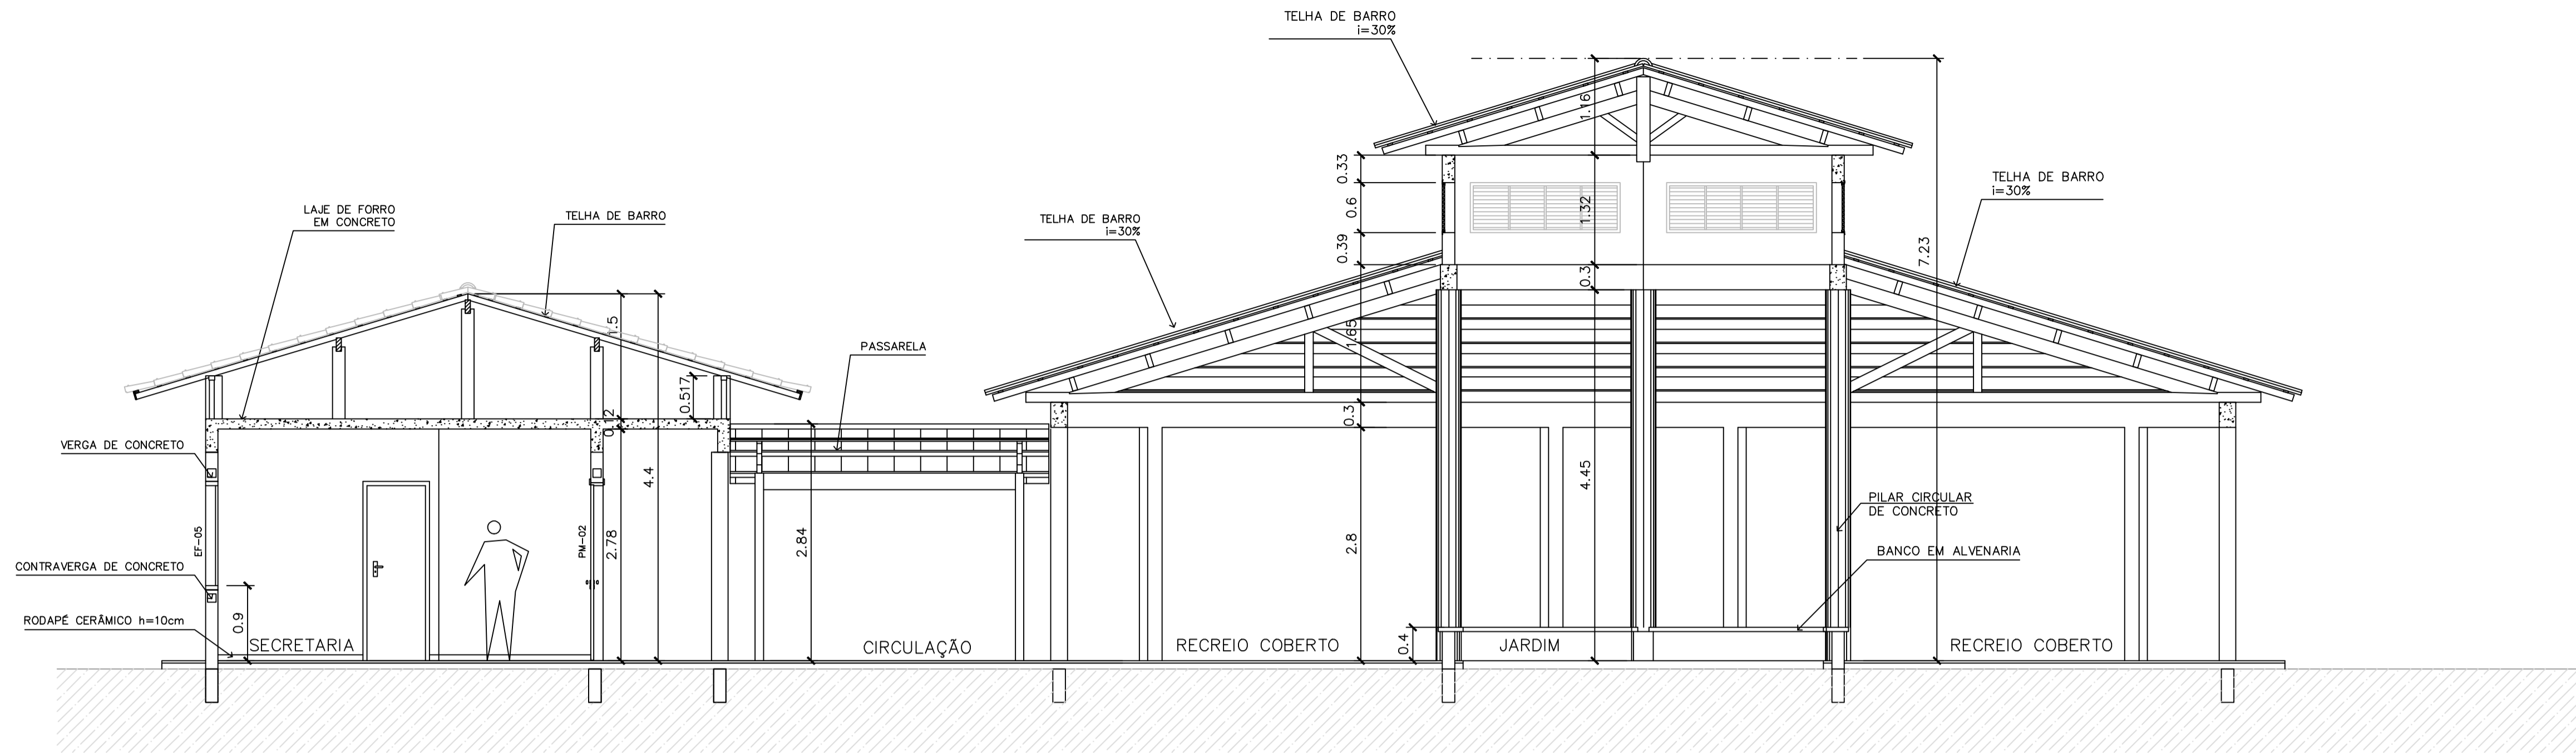 TELHA DE BARRO
i=30%
TELHA DE BARRO
i=30%
TELHA DE BARRO
i=30%
LAJE DE FORRO
EM CONCRETO
TELHA DE BARRO
PASSARELA
VERGA DE CONCRETO
CONTRAVERGA DE CONCRETO
RODAPÉ CERÂMICO h=10cm
EF-05
PM-02
0.9
1.5
0.517
0.12
4.4
2.78
2.84
0.33
0.6
0.39
1.65
0.3
2.8
0.4
1.16
1.32
0.3
4.45
7.23
PILAR CIRCULAR
DE CONCRETO
BANCO EM ALVENARIA
SECRETARIA
CIRCULAÇÃO
RECREIO COBERTO
JARDIM
RECREIO COBERTO